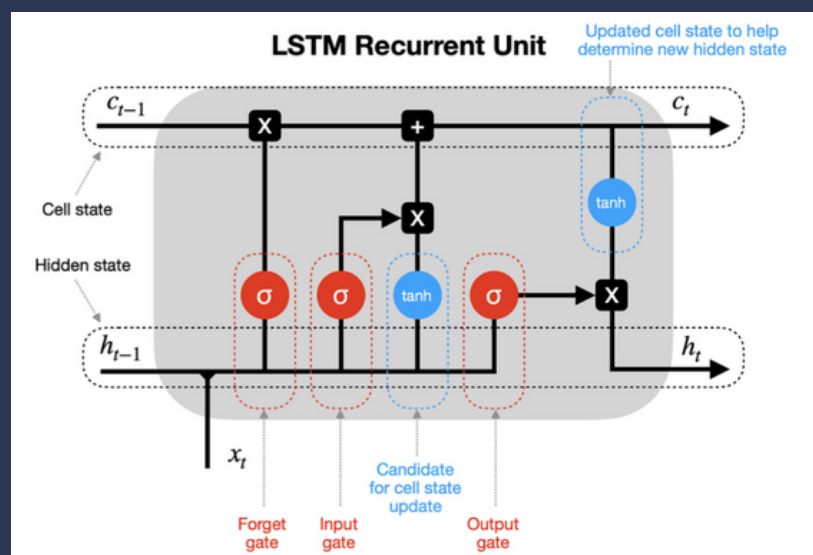 LSTM Recurrent Unit
Updated cell state to help
determine new hidden state
c_{t-1}
X
+
c_t
Cell state
X
tanh
Hidden state
σ
σ
tanh
σ
X
h_{t-1}
h_t
x_t
Candidate
for cell state
update
Forget
gate
Input
gate
Output
gate